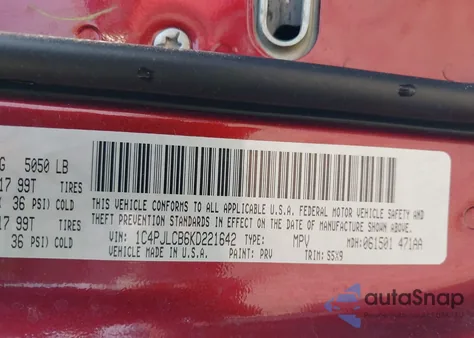 G 5050 LB
17 99T TIRES
K 36 PSI) COLD
17 99T TIRES
36 PSI) COLD
THIS VEHICLE CONFORMS TO ALL APPLICABLE U.S.A. FEDERAL MOTOR VEHICLE SAFETY AND
THEFT PREVENTION STANDARDS IN EFFECT ON THE DATE OF MANUFACTURE SHOWN ABOVE.
VIN: 1C4PJLCB6KD221642 TYPE: MPV MDH: 061501 471AA
VEHICLE MADE IN U.S.A. PAINT: PRV TRIM: S5X9
autoSnap